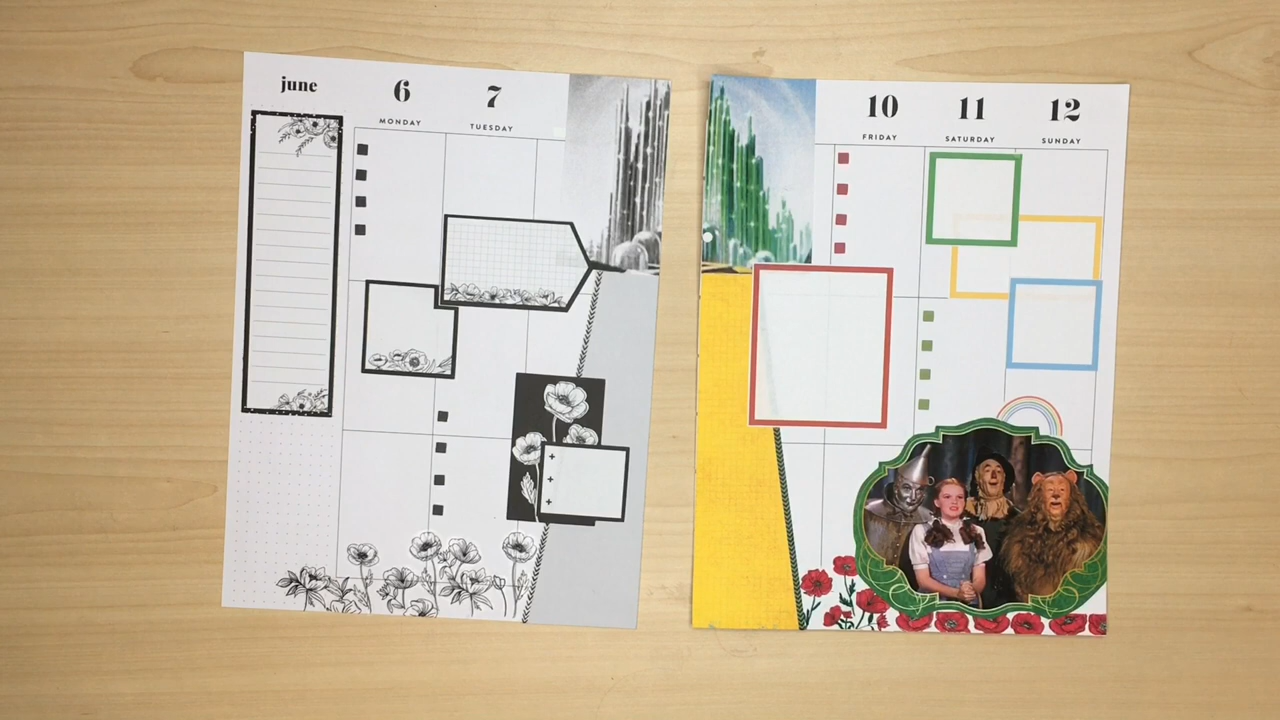 june
6
MONDAY
7
TUESDAY
10
FRIDAY
11
SATURDAY
12
SUNDAY
+
+
+